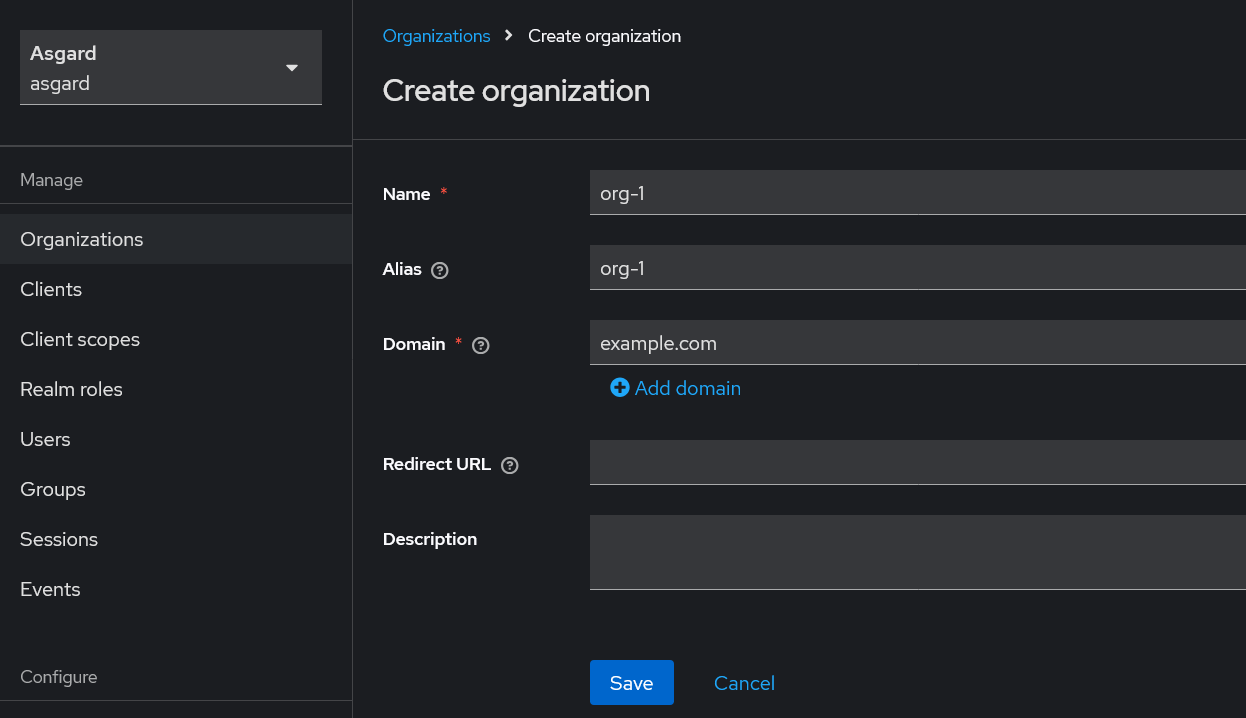 Asgard
asgard
Manage
Organizations
Clients
Client scopes
Realm roles
Users
Groups
Sessions
Events
Configure
Organizations > Create organization
Create organization
Name * org-1
Alias ? org-1
Domain * ? example.com
Add domain
Redirect URL ?
Description
Save Cancel